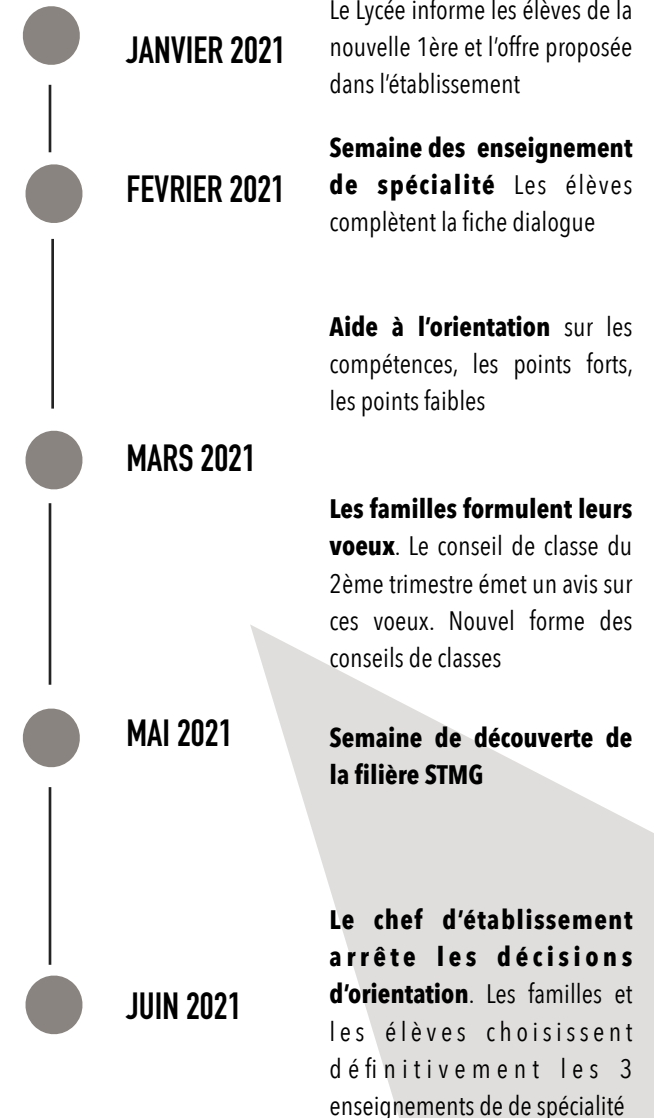 Le Lycée informe les élèves de la
JANVIER 2021
nouvelle 1ère et l'offre proposée
dans l'établissement
Semaine des enseignement
FEVRIER 2021
de spécialité Les élèves
complètent la fiche dialogue
Aide à l'orientation sur les
compétences, les points forts,
les points faibles
MARS 2021
Les familles formulent leurs
voeux. Le conseil de classe du
2ème trimestre émet un avis sur
ces voeux. Nouvel forme des
conseils de classes
MAI 2021
Semaine de découverte de
la filière STMG
Le chef d'établissement
arrête les décisions
d'orientation. Les familles et
JUIN 2021
les élèves choisissent
définitivement les 3
enseignements de de spécialité